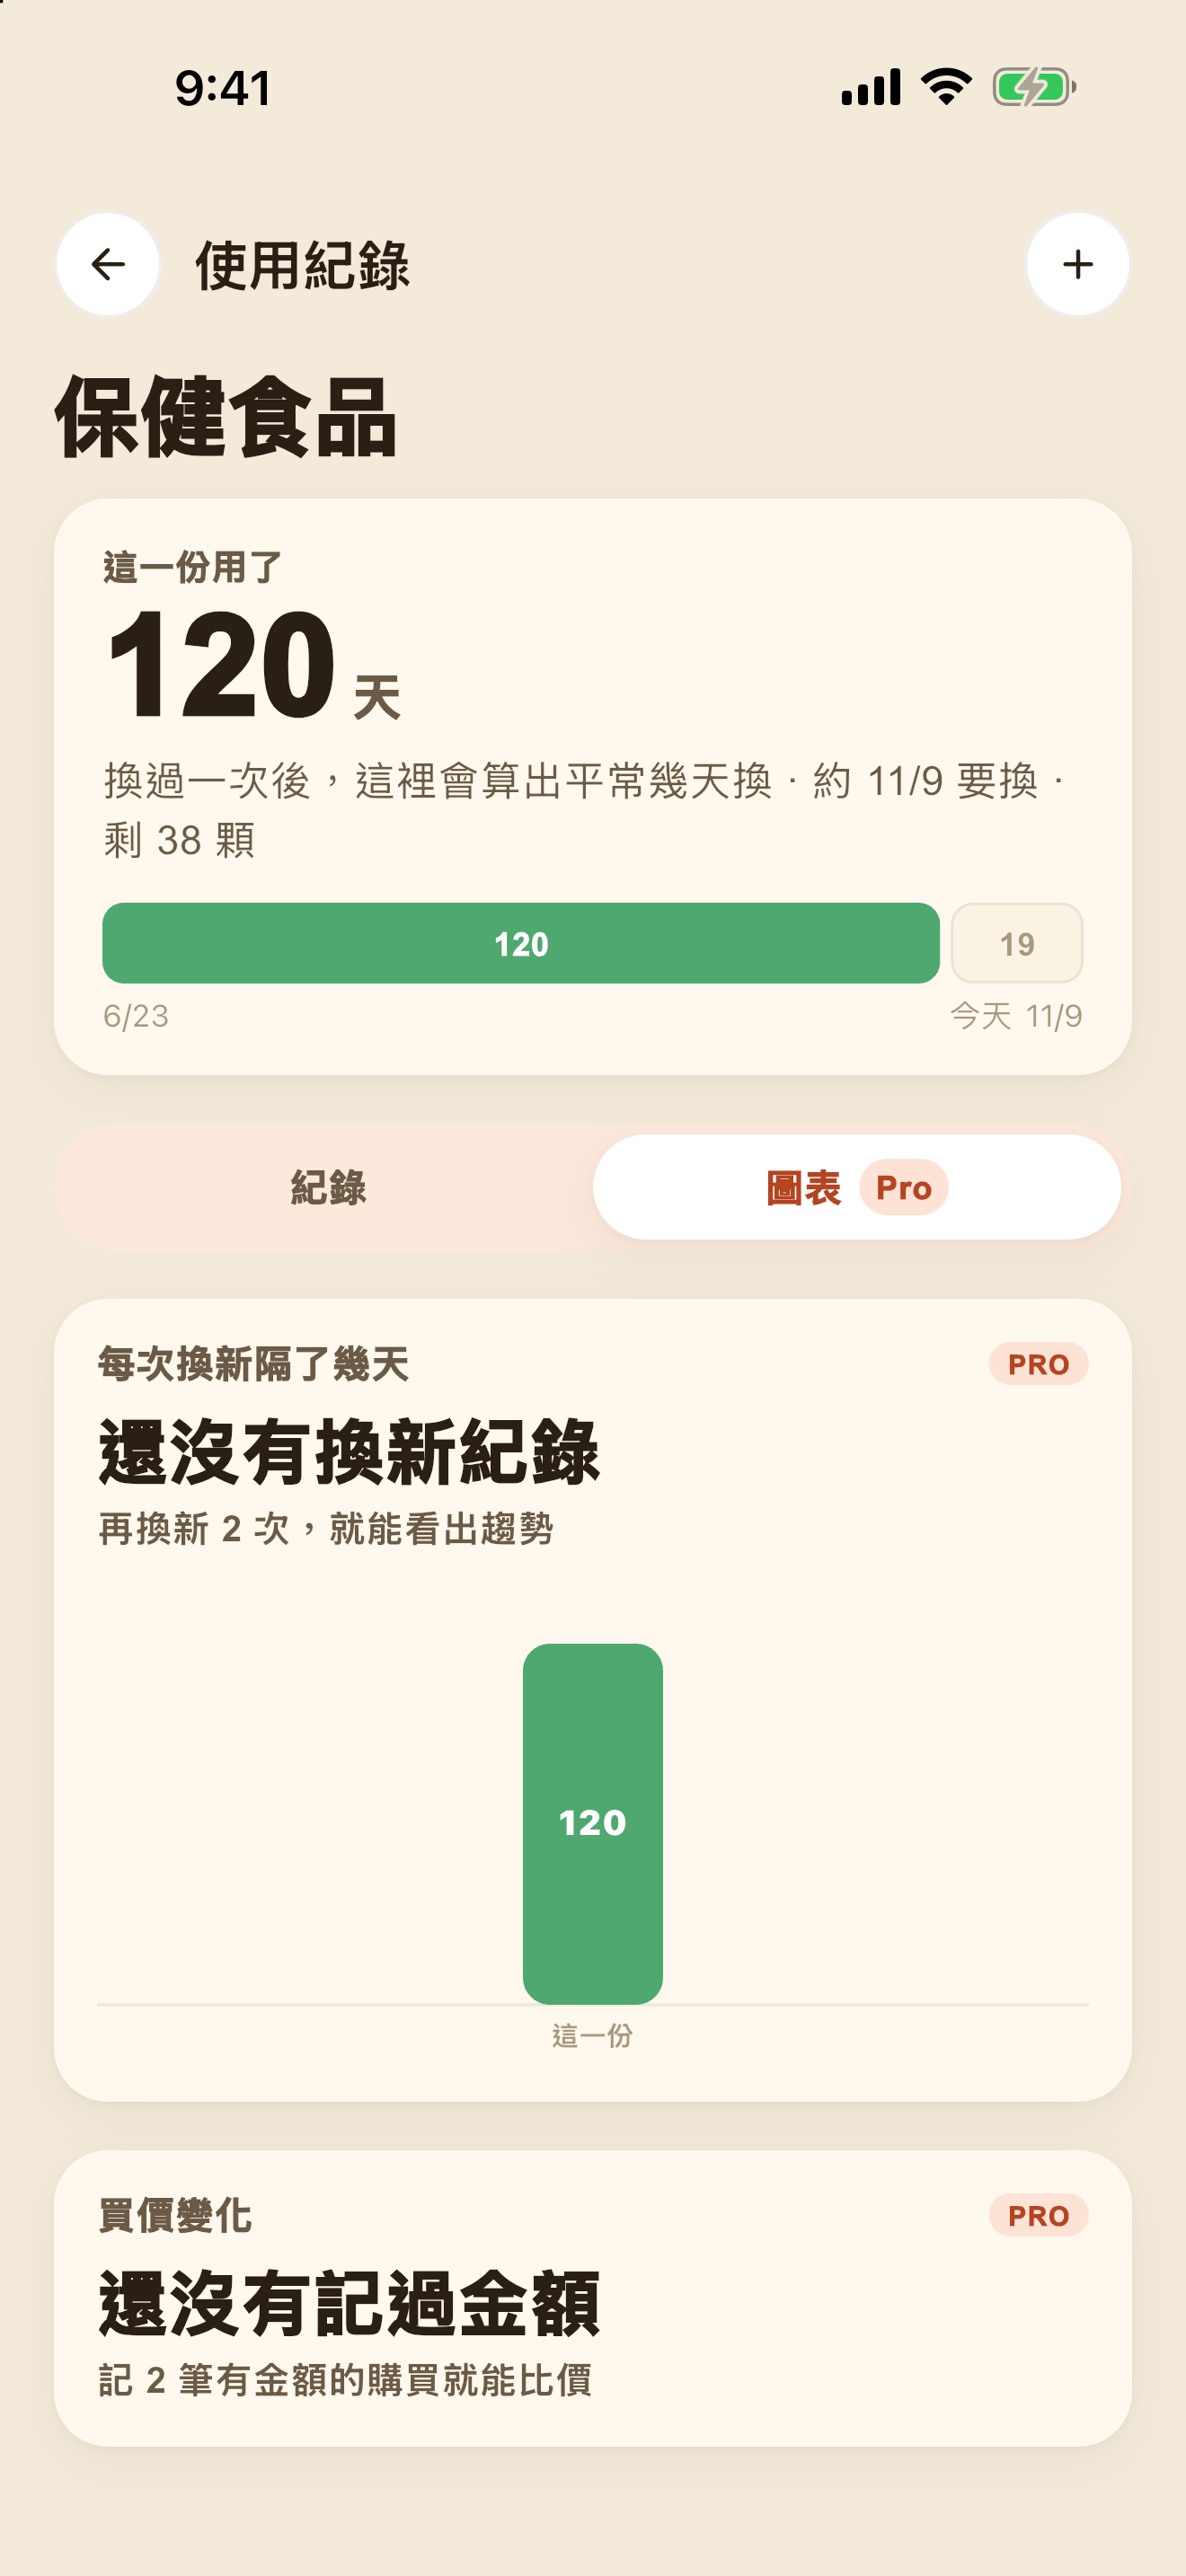 9:41
使用紀錄
保健食品
這一份用了
120 天
換過一次後，這裡會算出平常幾天換 · 約 11/9 要換 ·
剩 38 顆
120
19
6/23
今天 11/9
紀錄
圖表 Pro
每次換新隔了幾天
PRO
還沒有換新紀錄
再換新 2 次，就能看出趨勢
120
這一份
買價變化
PRO
還沒有記過金額
記 2 筆有金額的購買就能比價